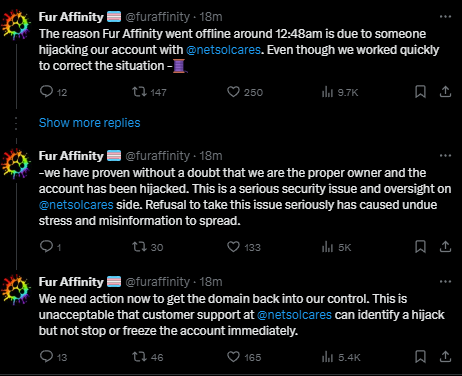 Fur Affinity 🏳️‍⚧️ @furaffinity · 18m
The reason Fur Affinity went offline around 12:48am is due to someone
hijacking our account with @netsolcares. Even though we worked quickly
to correct the situation -🧵
12 147 250 9.7K
Show more replies
Fur Affinity 🏳️‍⚧️ @furaffinity · 18m
-we have proven without a doubt that we are the proper owner and the
account has been hijacked. This is a serious security issue and oversight on
@netsolcares side. Refusal to take this issue seriously has caused undue
stress and misinformation to spread.
1 30 133 5K
Fur Affinity 🏳️‍⚧️ @furaffinity · 18m
We need action now to get the domain back into our control. This is
unacceptable that customer support at @netsolcares can identify a hijack
but not stop or freeze the account immediately.
13 46 165 5.4K